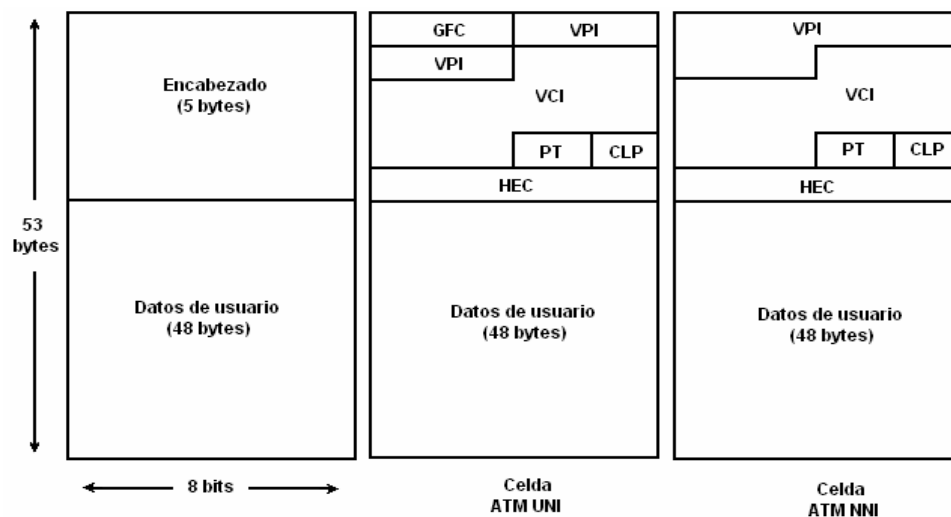 53
bytes
Encabezado
(5 bytes)
Datos de usuario
(48 bytes)
8 bits
GFC
VPI
VPI
VCI
PT
CLP
HEC
Datos de usuario
(48 bytes)
Celda
ATM UNI
VPI
VCI
PT
CLP
HEC
Datos de usuario
(48 bytes)
Celda
ATM NNI